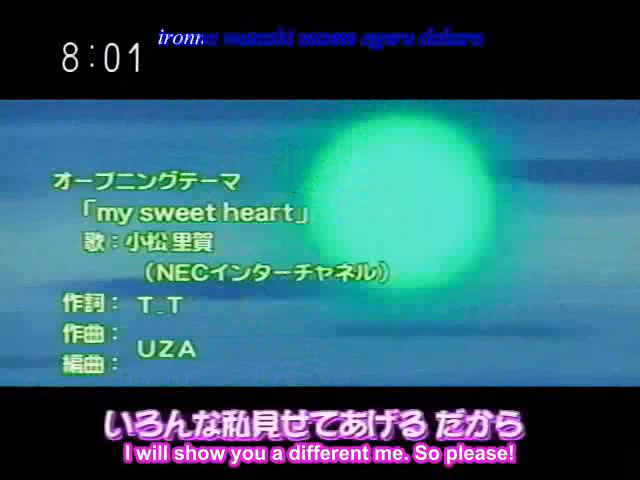 ironna watashi misete ageru dakara
8:01
オープニングテーマ
「my sweet heart」
歌：小松里賀
（NECインターチャネル）
作詞： T_T
作曲：
UZA
編曲：
いろんな私見せてあげる だから
I will show you a different me. So please!